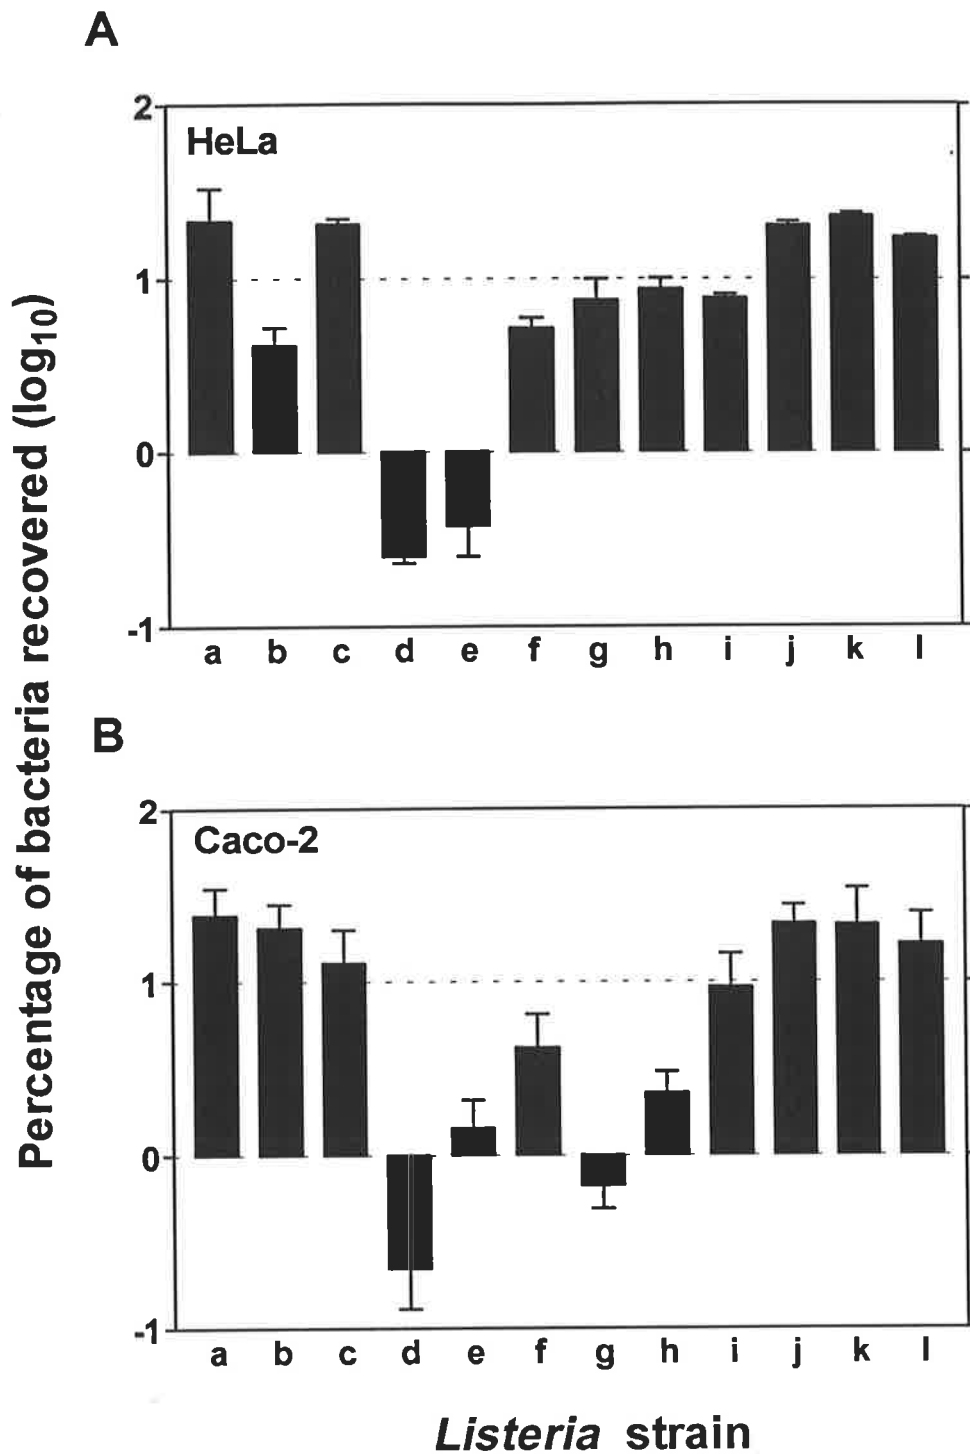 A
Percentage of bacteria recovered (log10)
2
HeLa
1
0
-1
a b c d e f g h i j k l
B
2
Caco-2
1
0
-1
a b c d e f g h i j k l
Listeria strain